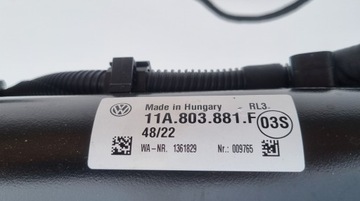 Made in Hungary RL3.
11A.803.881.F 03S
48/22
WA-NR. 1361829 Nr.: 009765